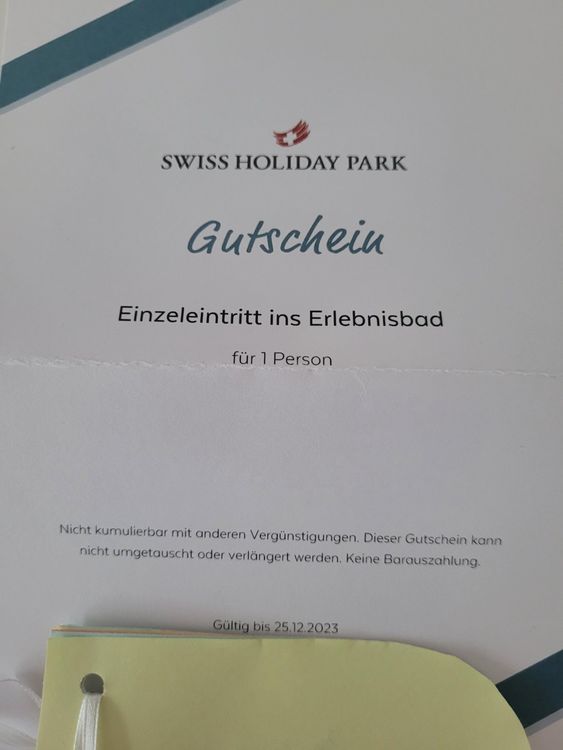 SWISS HOLIDAY PARK
Gutschein
Einzeleintritt ins Erlebnisbad
für 1 Person
Nicht kumulierbar mit anderen Vergünstigungen. Dieser Gutschein kann
nicht umgetauscht oder verlängert werden. Keine Barauszahlung.
Gültig bis 25.12.2023